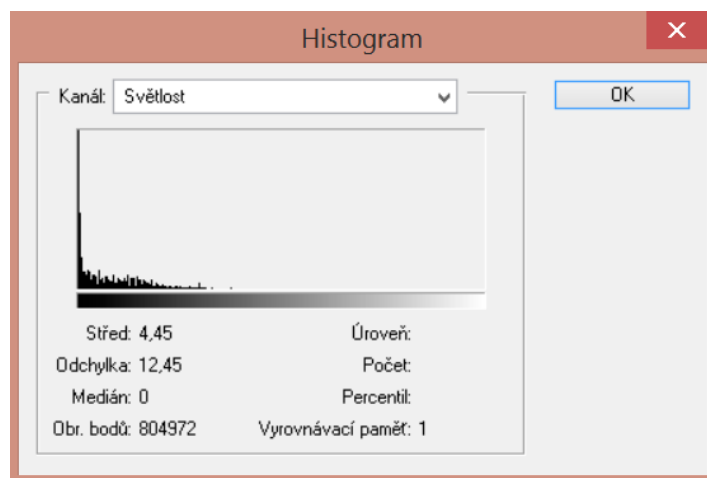 Histogram
Kanál: Světlost
OK
Střed: 4,45 Úroveň:
Odchylka: 12,45 Počet:
Medián: 0 Percentil:
Obr. bodů: 804972 Vyrovnávací paměť: 1